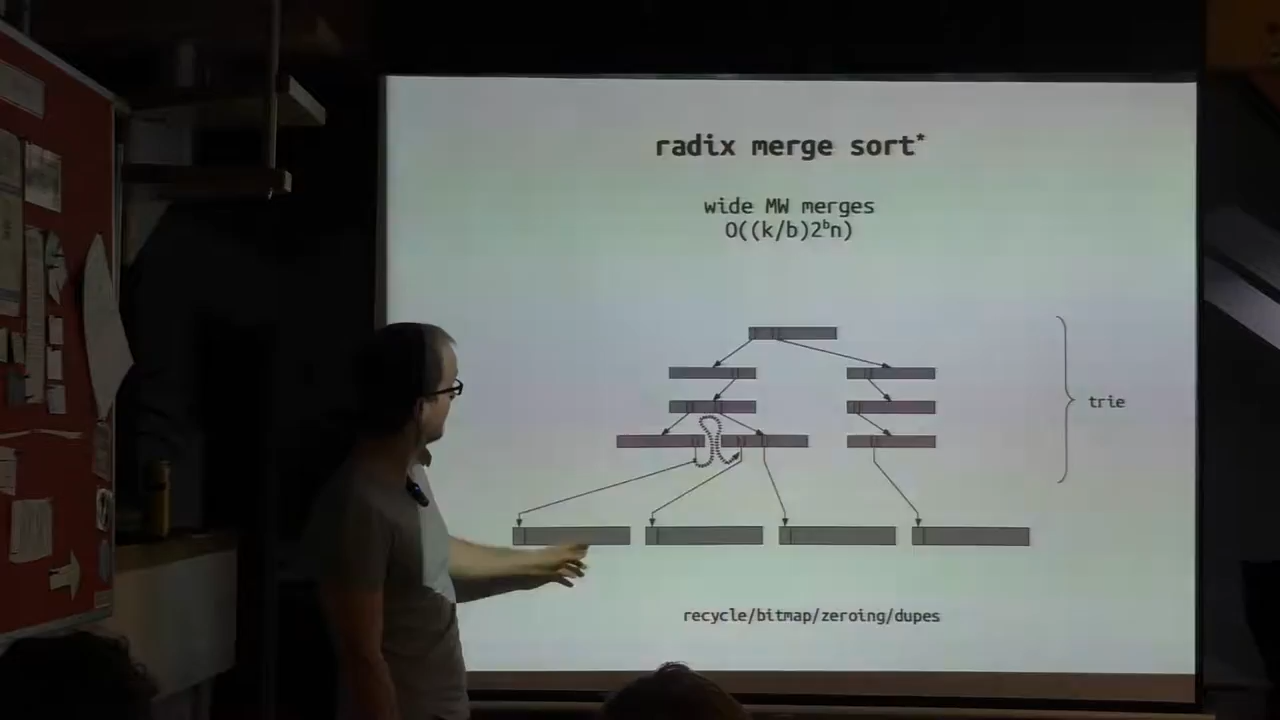 radix merge sort*
wide MW merges
O((k/b)2ᵇn)
trie
recycle/bitmap/zeroing/dupes